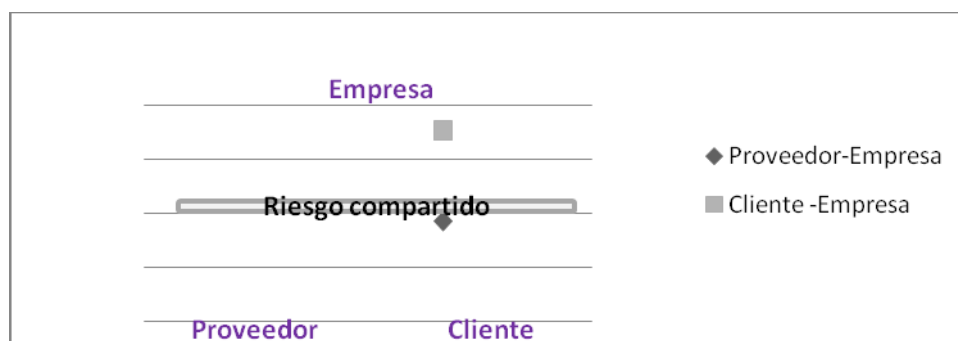 Empresa
Riesgo compartido
Proveedor
Cliente
Proveedor-Empresa
Cliente -Empresa